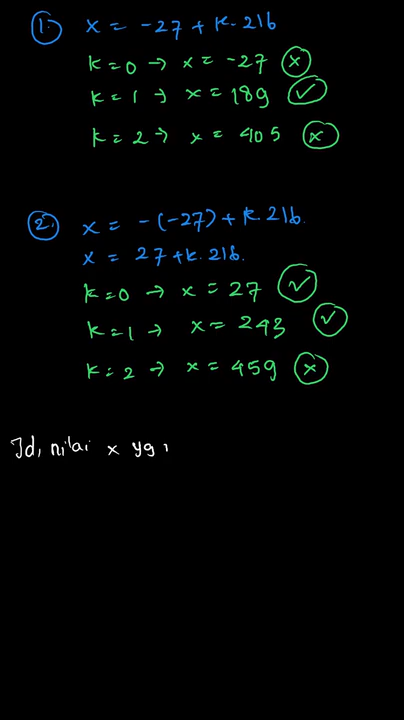 1. x = -27 + k. 216
k = 0 → x = -27 ×
k = 1 → x = 189 ✓
k = 2 → x = 405 ×
2. x = -(-27) + k. 216.
x = 27 + k. 216.
k = 0 → x = 27 ✓
k = 1 → x = 243 ✓
k = 2 → x = 459 ×
Jd, nilai x yg